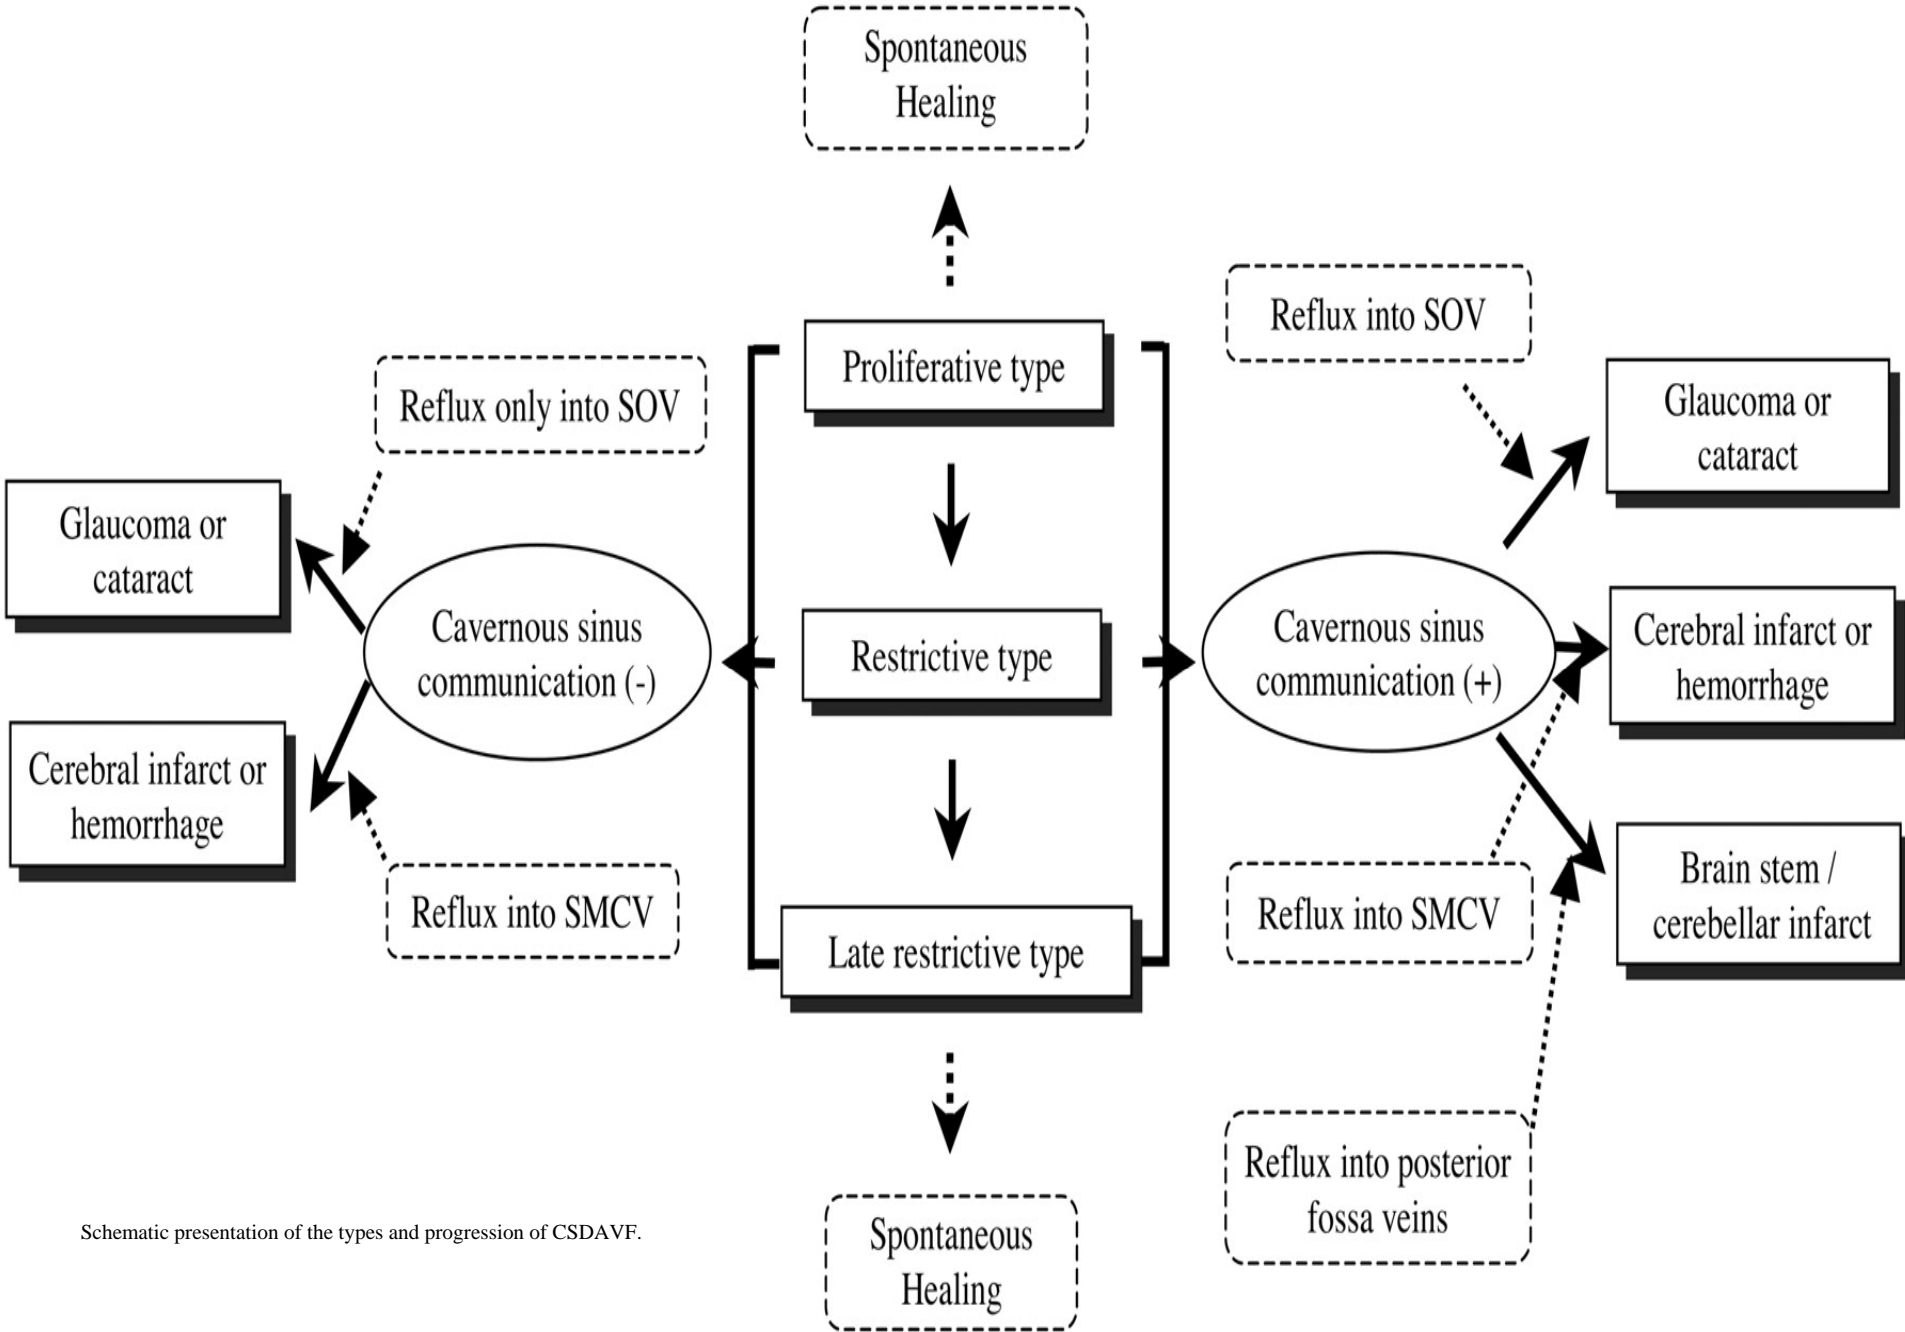 Spontaneous
Healing
Reflux into SOV
Proliferative type
Reflux only into SOV
Glaucoma or
cataract
Glaucoma or
cataract
Cavernous sinus
communication (-)
Restrictive type
Cavernous sinus
communication (+)
Cerebral infarct or
hemorrhage
Cerebral infarct or
hemorrhage
Reflux into SMCV
Late restrictive type
Reflux into SMCV
Brain stem /
cerebellar infarct
Reflux into posterior
fossa veins
Spontaneous
Healing
Schematic presentation of the types and progression of CSDAVF.